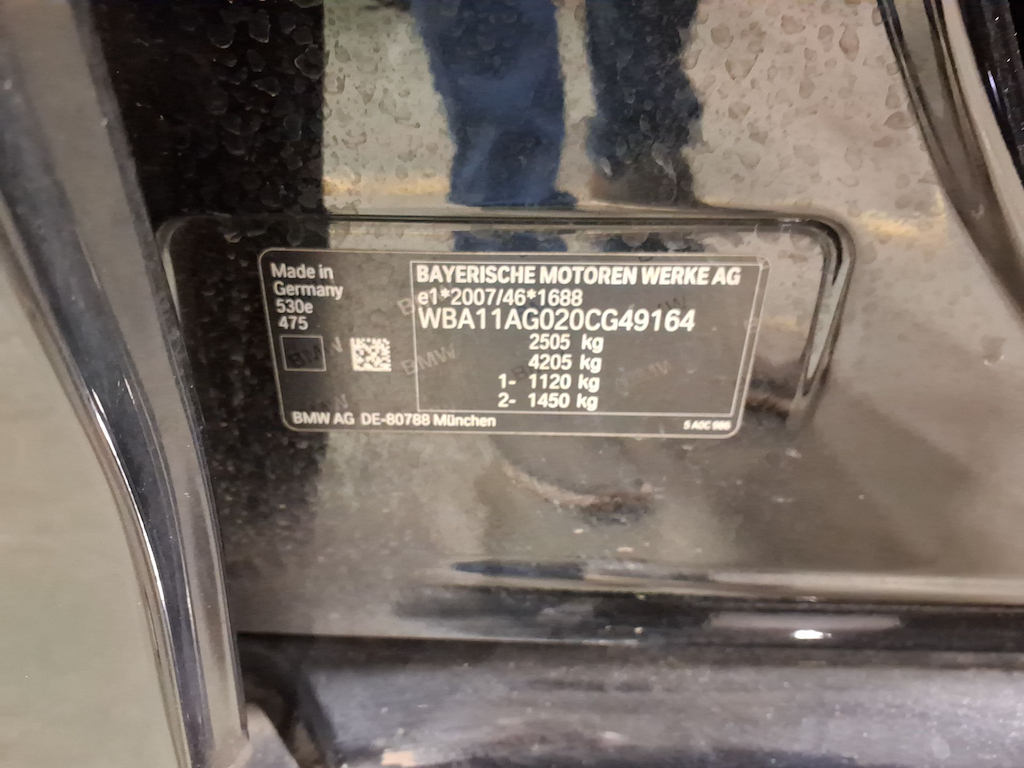 Made in
Germany
530e
475
BMW
BMW AG DE-80788 München
BAYERISCHE MOTOREN WERKE AG
e1*2007/46*1688
WBA11AG020CG49164
2505 kg
4205 kg
1- 1120 kg
2- 1450 kg